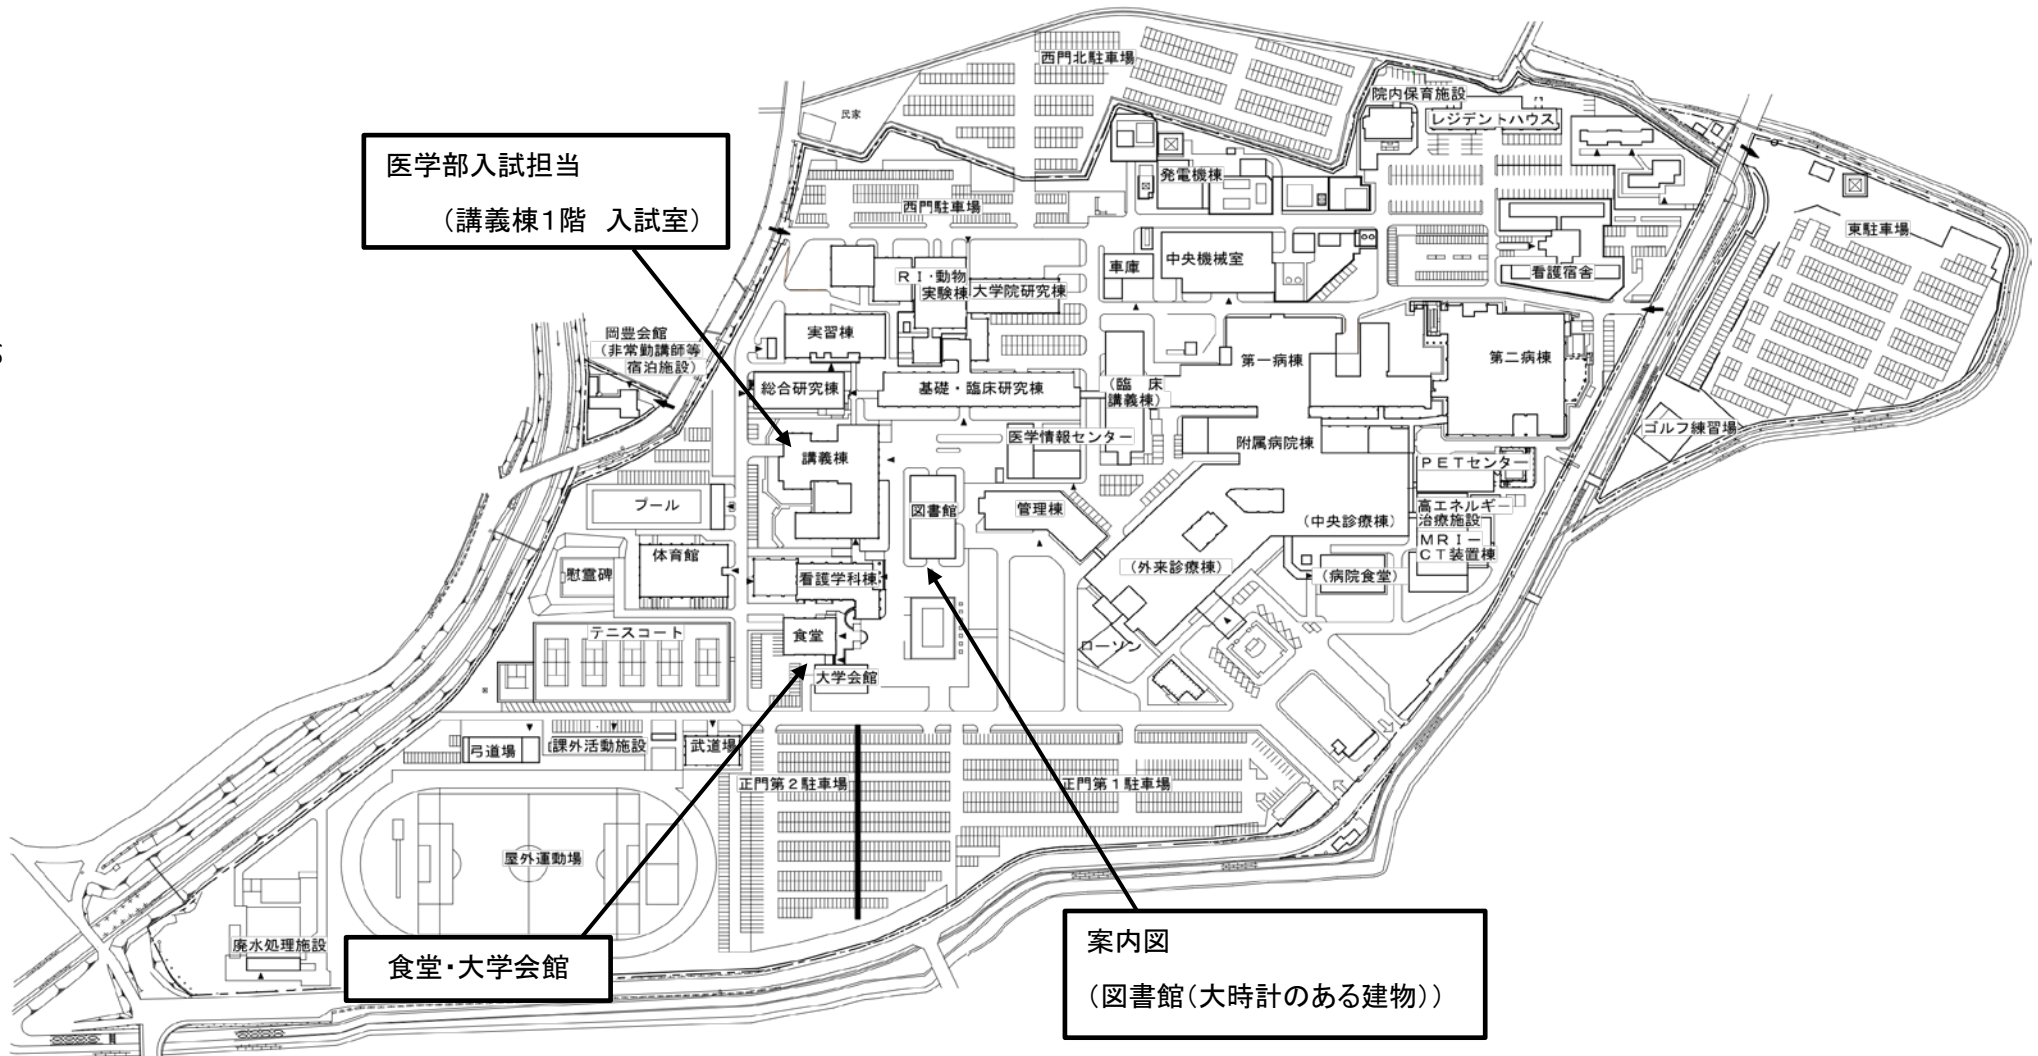 西門北駐車場
院内保育施設
レジデントハウス
民家
医学部入試担当
（講義棟1階　入試室）
発電機棟
西門駐車場
東駐車場
車庫
中央機械室
看護宿舎
ＲＩ・動物
実験棟
大学院研究棟
実習棟
岡豊会館
（非常勤講師等
宿泊施設）
第一病棟
第二病棟
総合研究棟
基礎・臨床研究棟
（臨　床
講義棟）
医学情報センター
附属病院棟
ゴルフ練習場
講義棟
ＰＥＴセンター
プール
図書館
管理棟
（中央診療棟）
高エネルギー
治療施設
ＭＲＩ－
ＣＴ装置棟
体育館
慰霊碑
看護学科棟
（外来診療棟）
（病院食堂）
テニスコート
食堂
ローソン
大学会館
弓道場
課外活動施設
武道場
正門第２駐車場
正門第１駐車場
屋外運動場
廃水処理施設
食堂・大学会館
案内図
（図書館（大時計のある建物））